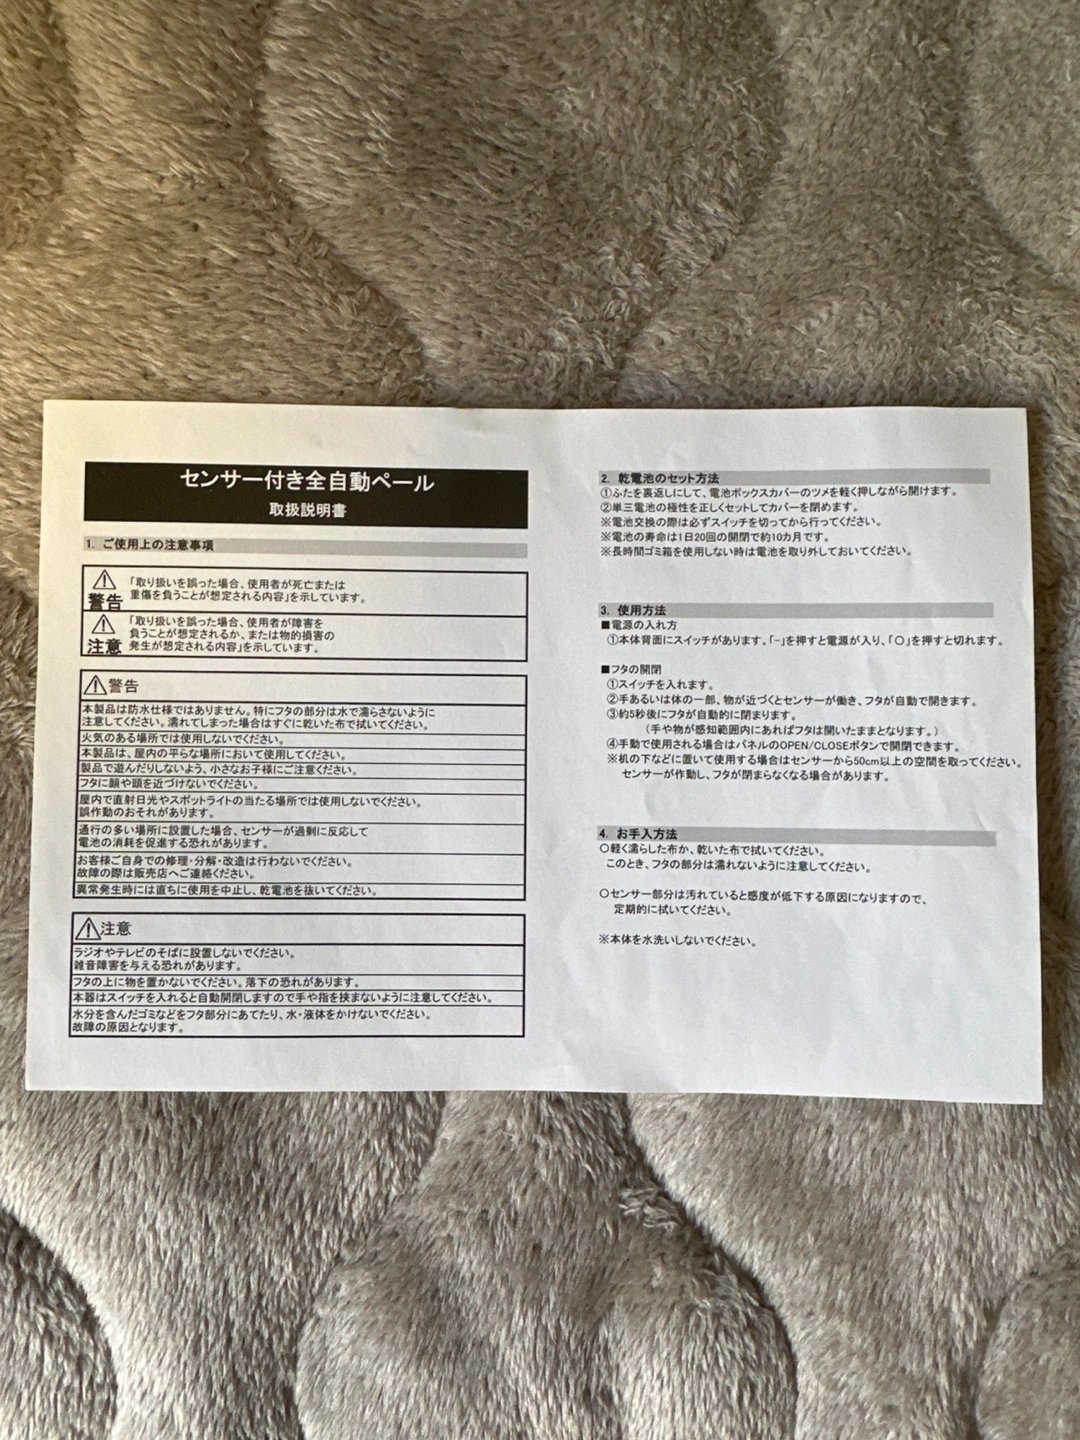 センサー付き全自動ペール
取扱説明書
1. ご使用上の注意事項
警告
「取り扱いを誤った場合、使用者が死亡または
重傷を負うことが想定される内容」を示しています。
注意
「取り扱いを誤った場合、使用者が障害を
負うことが想定されるか、または物的損害の
発生が想定される内容」を示しています。
警告
本製品は防水仕様ではありません。特にフタの部分は水で濡らさないように
注意してください。濡れてしまった場合はすぐに乾いた布で拭いてください。
火気のある場所では使用しないでください。
本製品は、屋内の平らな場所において使用してください。
製品で遊んだりしないよう、小さなお子様にご注意ください。
フタに顔や頭を近づけないでください。
屋内で直射日光やスポットライトの当たる場所では使用しないでください。
誤作動のおそれがあります。
通行の多い場所に設置した場合、センサーが過剰に反応して
電池の消耗を促進する恐れがあります。
お客様ご自身での修理・分解・改造は行わないでください。
故障の際は販売店へご連絡ください。
異常発生時には直ちに使用を中止し、乾電池を抜いてください。
注意
ラジオやテレビのそばに設置しないでください。
雑音障害を与える恐れがあります。
フタの上に物を置かないでください。落下の恐れがあります。
本器はスイッチを入れると自動開閉しますので手や指を挟まないように注意してください。
水分を含んだゴミなどをフタ部分にあてたり、水・液体をかけないでください。
故障の原因となります。
2. 乾電池のセット方法
①ふたを裏返しにして、電池ボックスカバーのツメを軽く押しながら開けます。
②単三電池の極性を正しくセットしてカバーを閉めます。
※電池交換の際は必ずスイッチを切ってから行ってください。
※電池の寿命は1日20回の開閉で約10カ月です。
※長時間ゴミ箱を使用しない時は電池を取り外しておいてください。
3. 使用方法
■電源の入れ方
①本体背面にスイッチがあります。「-」を押すと電源が入り、「〇」を押すと切れます。
■フタの開閉
①スイッチを入れます。
②手あるいは体の一部、物が近づくとセンサーが働き、フタが自動で開きます。
③約5秒後にフタが自動的に閉まります。
(手や物が感知範囲内にあればフタは開いたままとなります。)
④手動で使用される場合はパネルのOPEN/CLOSEボタンで開閉できます。
※机の下などに置いて使用する場合はセンサーから50cm以上の空間を取ってください。
センサーが作動し、フタが閉まらなくなる場合があります。
4. お手入方法
〇軽く濡らした布か、乾いた布で拭いてください。
このとき、フタの部分は濡れないように注意してください。
〇センサー部分は汚れていると感度が低下する原因になりますので、
定期的に拭いてください。
※本体を水洗いしないでください。